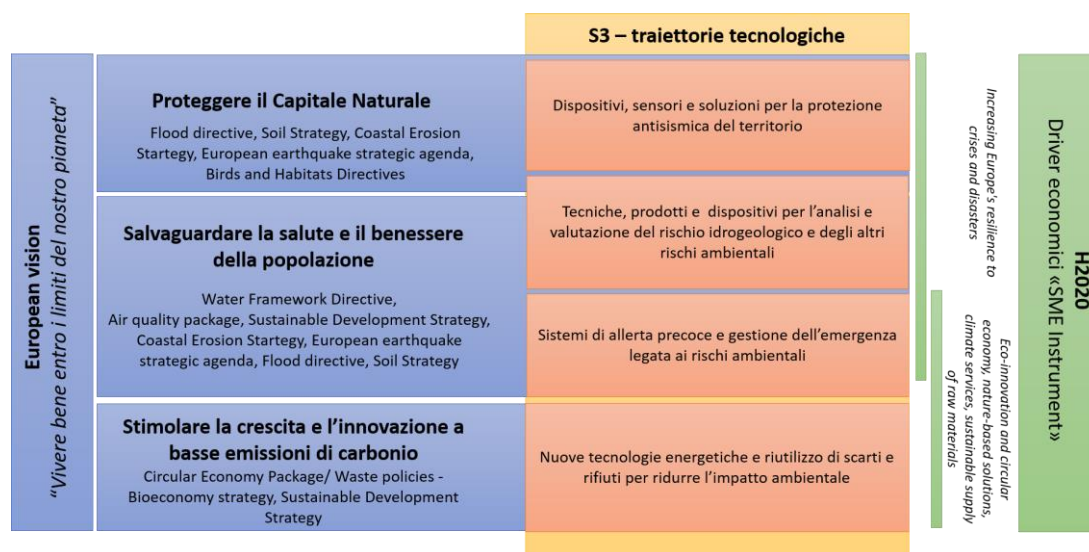 S3 – traiettorie tecnologiche
European vision
“Vivere bene entro i limiti del nostro pianeta”
Proteggere il Capitale Naturale
Flood directive, Soil Strategy, Coastal Erosion
Startegy, European earthquake strategic agenda,
Birds and Habitats Directives
Salvaguardare la salute e il benessere
della popolazione
Water Framework Directive,
Air quality package, Sustainable Development Strategy,
Coastal Erosion Startegy, European earthquake
strategic agenda, Flood directive, Soil Strategy
Stimolare la crescita e l’innovazione a
basse emissioni di carbonio
Circular Economy Package/ Waste policies -
Bioeconomy strategy, Sustainable Development
Strategy
Dispositivi, sensori e soluzioni per la protezione
antisismica del territorio
Tecniche, prodotti e dispositivi per l’analisi e
valutazione del rischio idrogeologico e degli altri
rischi ambientali
Sistemi di allerta precoce e gestione dell’emergenza
legata ai rischi ambientali
Nuove tecnologie energetiche e riutilizzo di scarti e
rifiuti per ridurre l’impatto ambientale
Increasing Europe's resilience to
crises and disasters
Eco-innovation and circular
economy, nature-based solutions,
climate services, sustainable supply
of raw materials
H2020
Driver economici «SME Instrument»